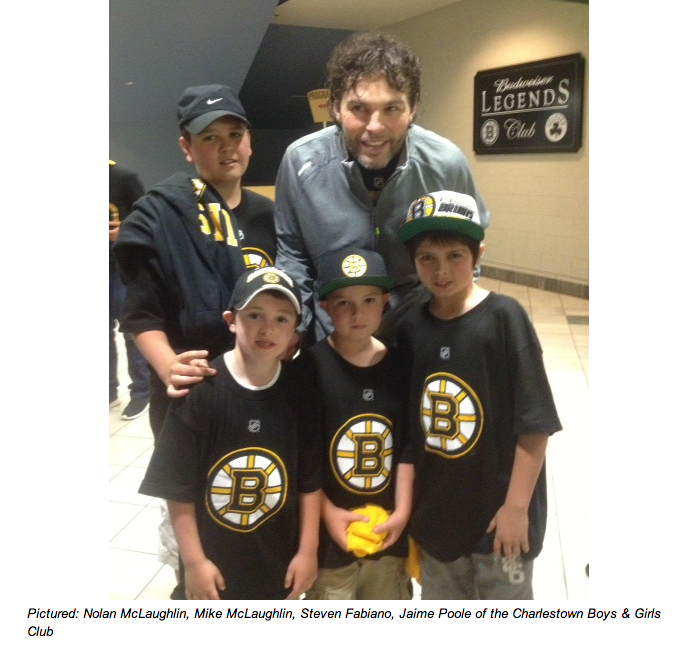 Budweiser
LEGENDS
Club
B
B
B
B
Pictured: Nolan McLaughlin, Mike McLaughlin, Steven Fabiano, Jaime Poole of the Charlestown Boys & Girls
Club